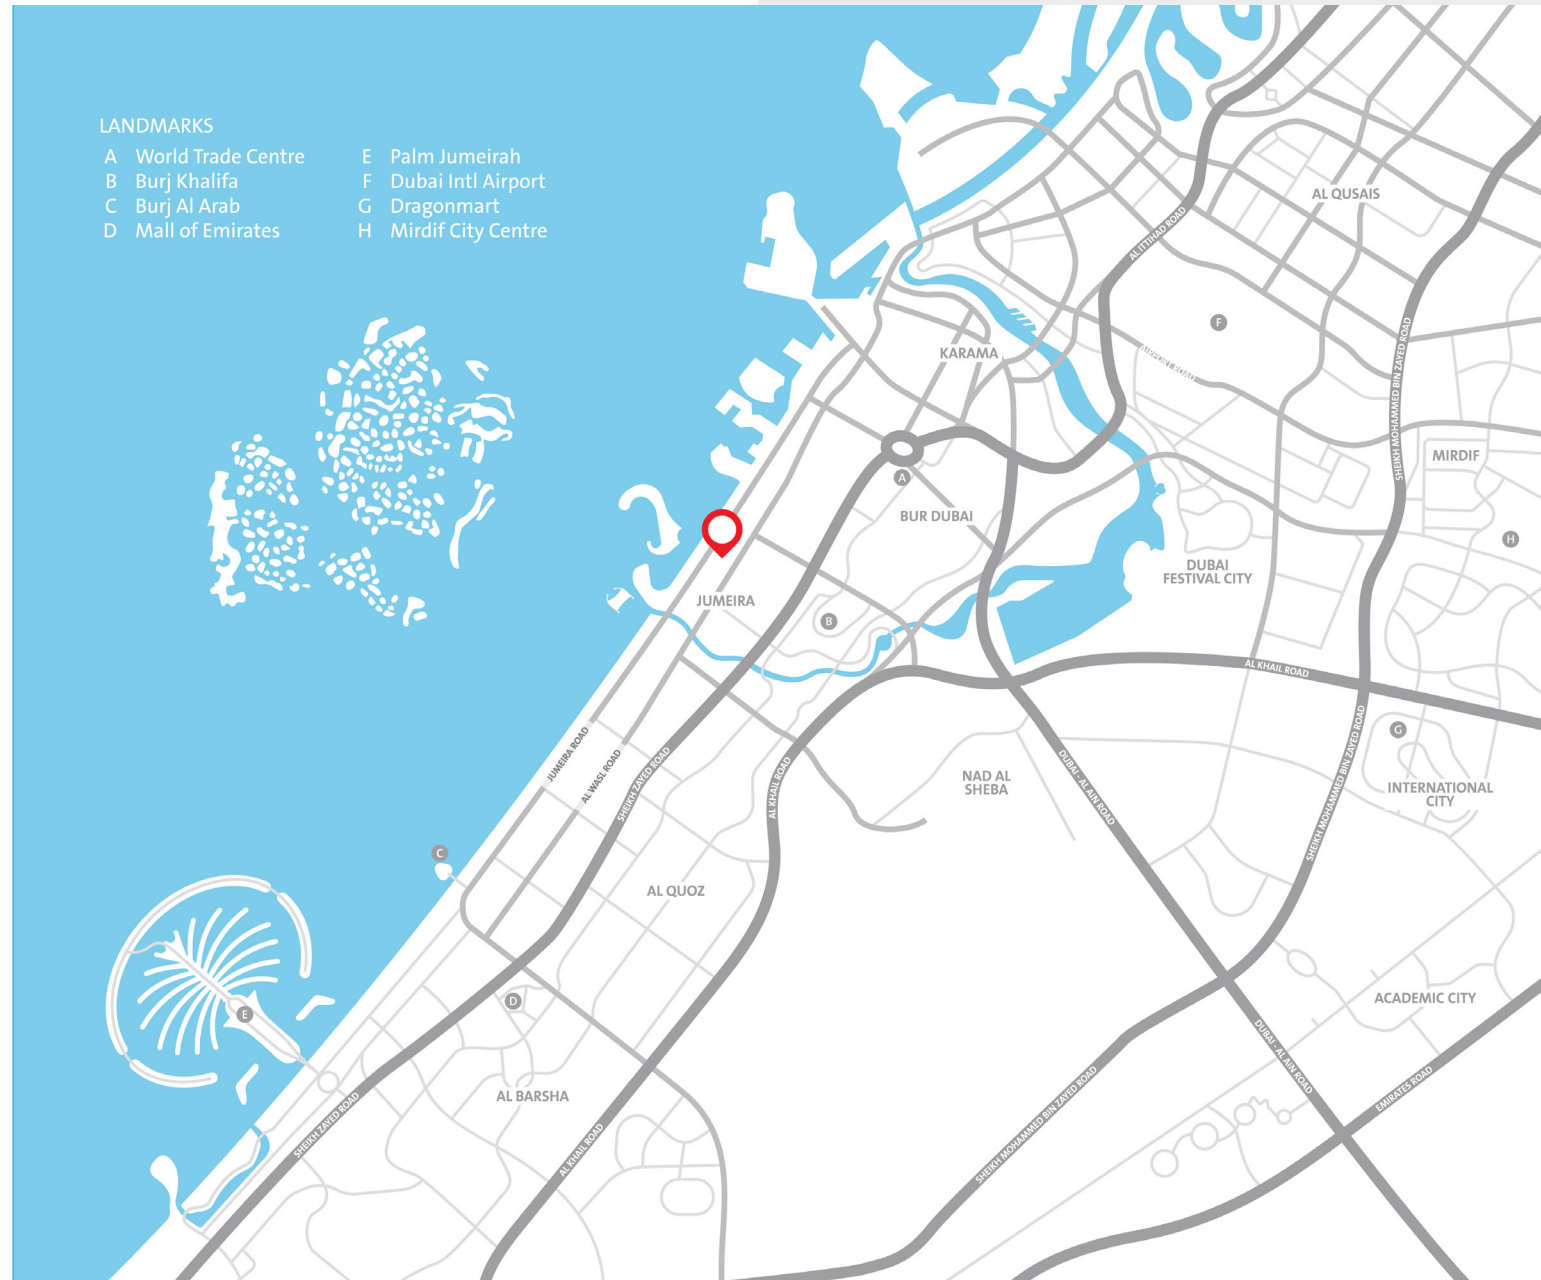 LANDMARKS
A World Trade Centre
B Burj Khalifa
C Burj Al Arab
D Mall of Emirates
E Palm Jumeirah
F Dubai Intl Airport
G Dragonmart
H Mirdif City Centre
AL QUSAIS
AL ITTIHAD ROAD
F
KARAMA
AIRPORT ROAD
SHEIKH MOHAMMED BIN ZAYED ROAD
MIRDIF
A
BUR DUBAI
H
DUBAI
FESTIVAL CITY
JUMEIRA
B
AL KHAIL ROAD
G
JUMEIRA ROAD
AL WASL ROAD
SHEIKH ZAYED ROAD
AL KHAIL ROAD
NAD AL
SHEBA
DUBAI - AL AIN ROAD
SHEIKH MOHAMMED BIN ZAYED ROAD
INTERNATIONAL
CITY
C
AL QUOZ
D
E
ACADEMIC CITY
AL BARSHA
SHEIKH ZAYED ROAD
AL KHAIL ROAD
SHEIKH MOHAMMED BIN ZAYED ROAD
DUBAI - AL AIN ROAD
EMIRATES ROAD